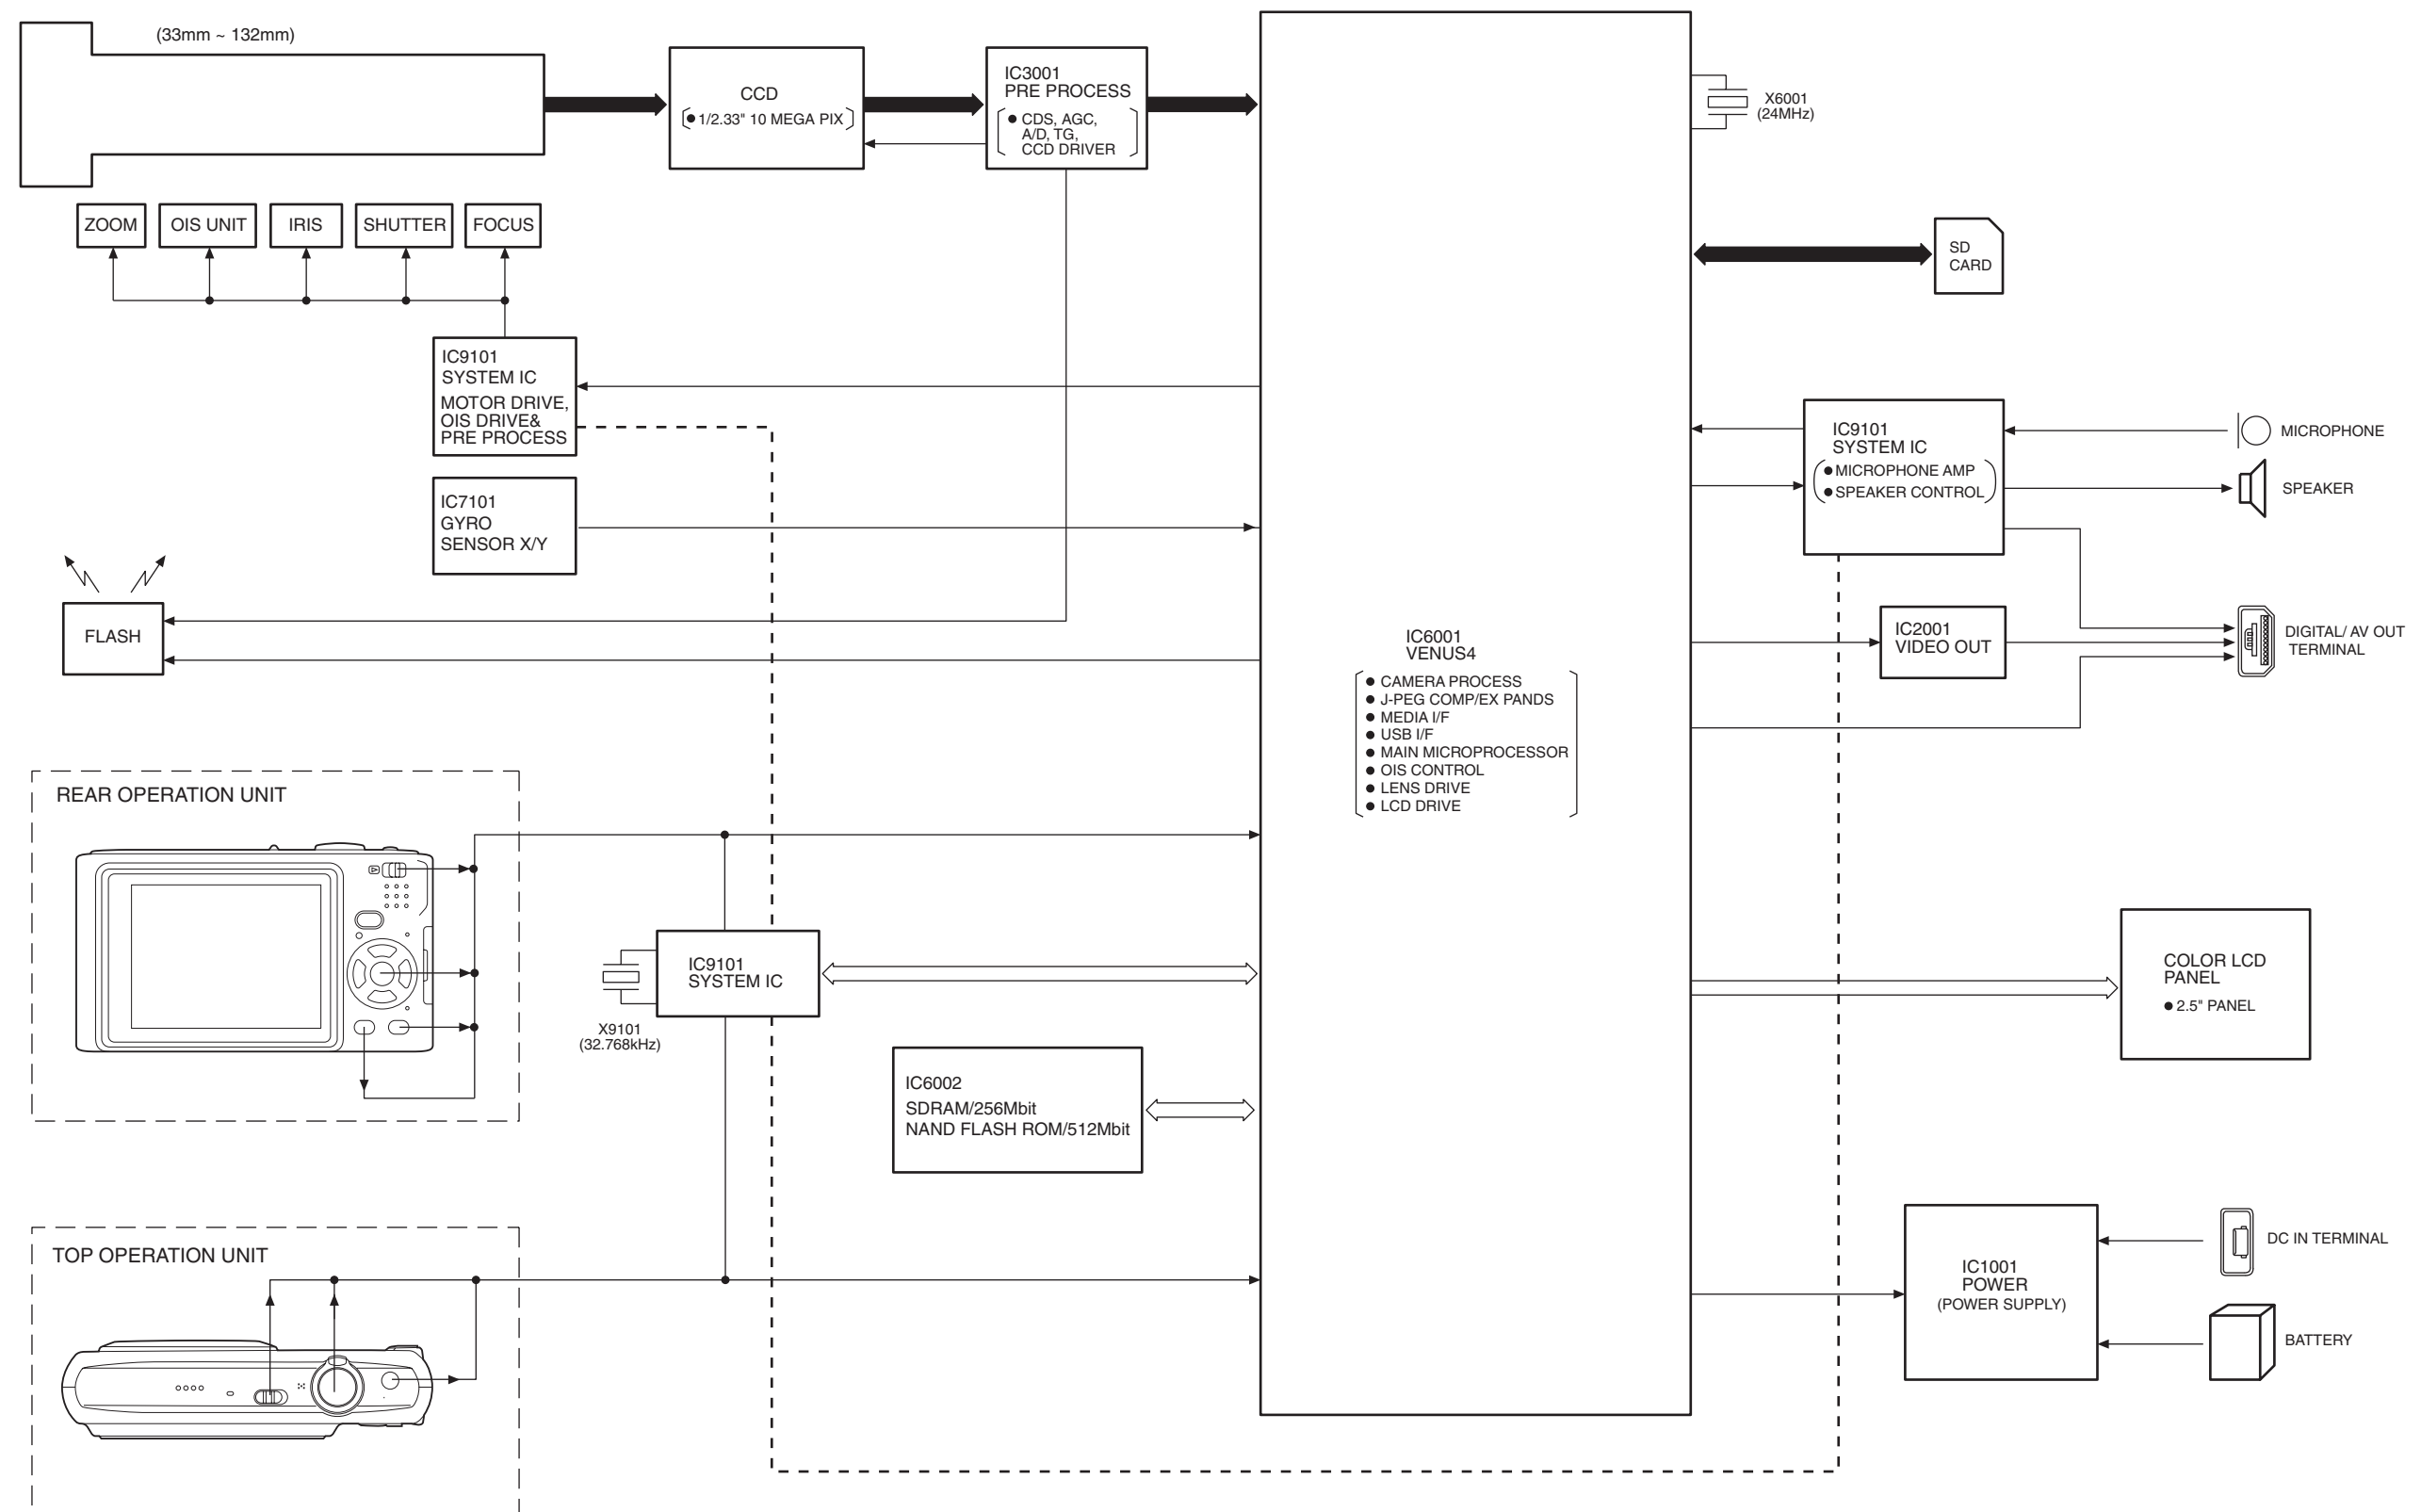 (33mm ~ 132mm)
CCD
● 1/2.33" 10 MEGA PIX
IC3001
PRE PROCESS
● CDS, AGC,
A/D, TG,
CCD DRIVER
X6001
(24MHz)
ZOOM
OIS UNIT
IRIS
SHUTTER
FOCUS
SD
CARD
IC9101
SYSTEM IC
MOTOR DRIVE,
OIS DRIVE&
PRE PROCESS
IC9101
SYSTEM IC
● MICROPHONE AMP
● SPEAKER CONTROL
MICROPHONE
SPEAKER
IC7101
GYRO
SENSOR X/Y
FLASH
IC6001
VENUS4
● CAMERA PROCESS
● J-PEG COMP/EX PANDS
● MEDIA I/F
● USB I/F
● MAIN MICROPROCESSOR
● OIS CONTROL
● LENS DRIVE
● LCD DRIVE
IC2001
VIDEO OUT
DIGITAL/ AV OUT
TERMINAL
REAR OPERATION UNIT
IC9101
SYSTEM IC
X9101
(32.768kHz)
COLOR LCD
PANEL
● 2.5" PANEL
IC6002
SDRAM/256Mbit
NAND FLASH ROM/512Mbit
TOP OPERATION UNIT
IC1001
POWER
(POWER SUPPLY)
DC IN TERMINAL
BATTERY